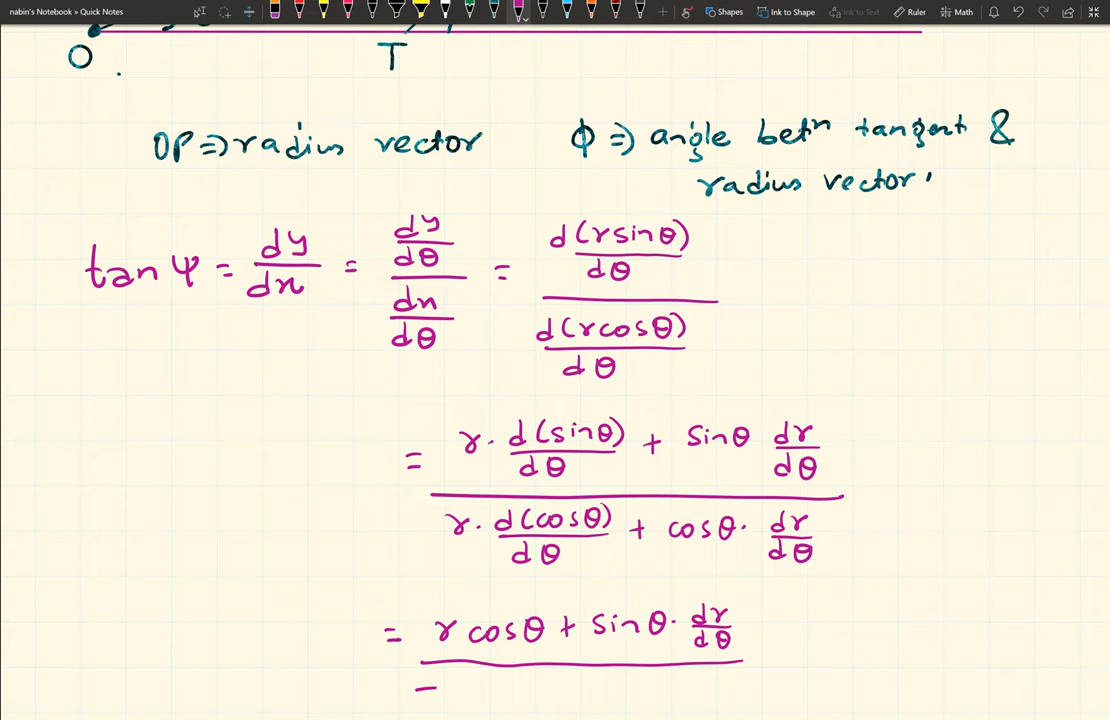 nabin's Notebook » Quick Notes
Shapes Ink to Shape Ink to Text Ruler Math
O T
OP ⇒ radius vector
φ ⇒ angle betⁿ tangent &
radius vector.
tan ψ = dy/dx = (dy/dθ)/(dx/dθ) = (d(r sinθ)/dθ)/(d(r cosθ)/dθ)
= (r · d(sinθ)/dθ + sinθ dr/dθ)/(r · d(cosθ)/dθ + cosθ · dr/dθ)
= r cosθ + sinθ · dr/dθ
−